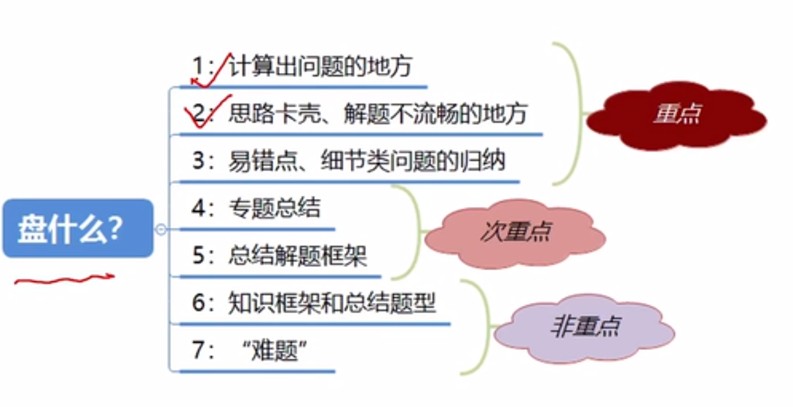 1：计算出问题的地方
2：思路卡壳、解题不流畅的地方
3：易错点、细节类问题的归纳
重点
盘什么？
4：专题总结
5：总结解题框架
次重点
6：知识框架和总结题型
7：“难题”
非重点